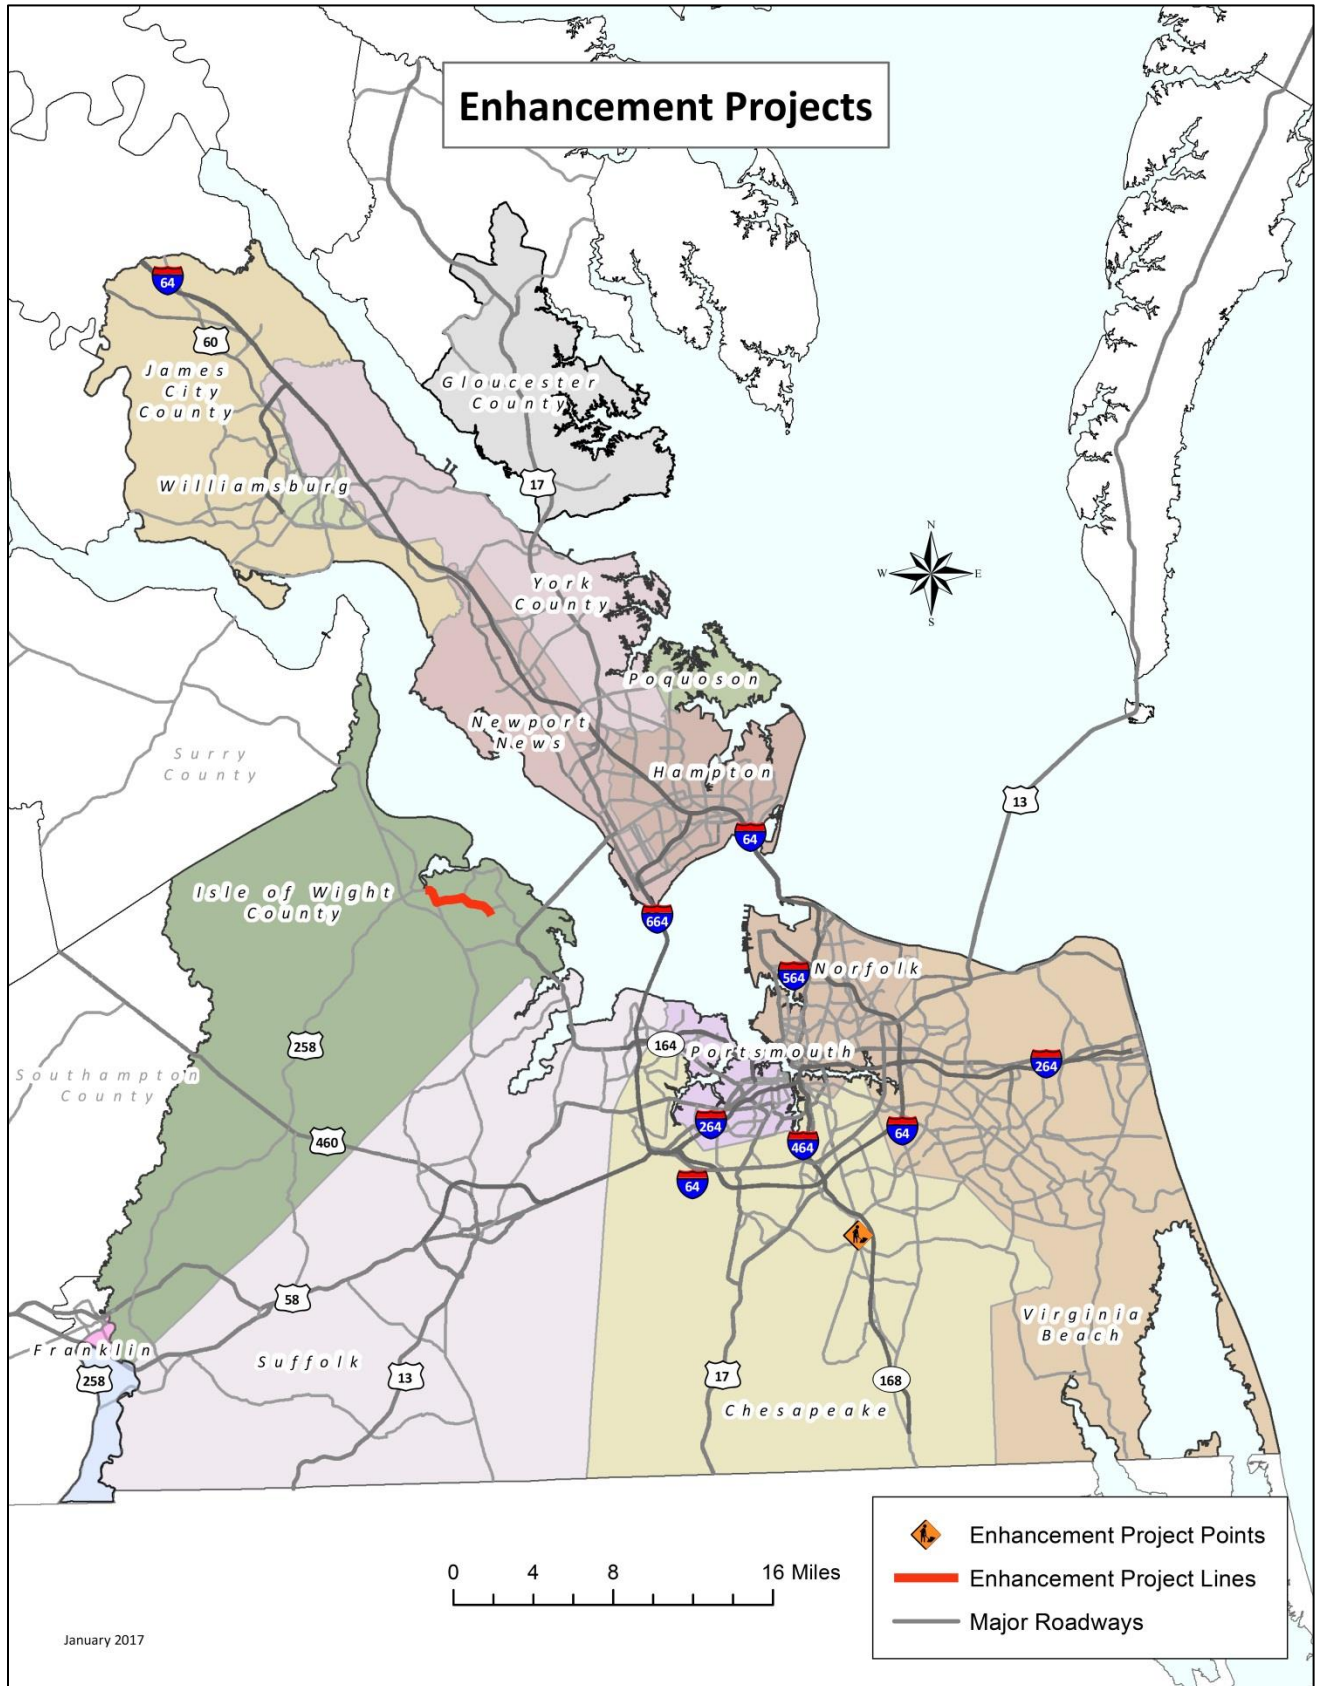 Enhancement Projects
64
60
James
City
County
Gloucester
County
Williamsburg
17
N
W E
S
York
County
Poquoson
Newport
News
Surry
County
Hampton
13
64
Isle of Wight
County
664
564
Norfolk
258
164
Portsmouth
264
Southampton
County
460
264
464
64
64
58
Virginia
Beach
Franklin
Suffolk
258
13
17
168
Chesapeake
Enhancement Project Points
Enhancement Project Lines
Major Roadways
0 4 8 16 Miles
January 2017